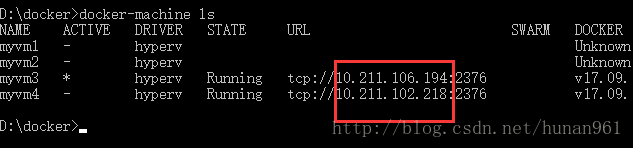 D:\docker>docker-machine ls
NAME ACTIVE DRIVER STATE URL SWARM DOCKER
myvm1 - hyperv Unknown
myvm2 - hyperv Unknown
myvm3 * hyperv Running tcp://10.211.106.194:2376 v17.09.
myvm4 - hyperv Running tcp://10.211.102.218:2376 v17.09.
D:\docker>
http://blog.csdn.net/hunan961